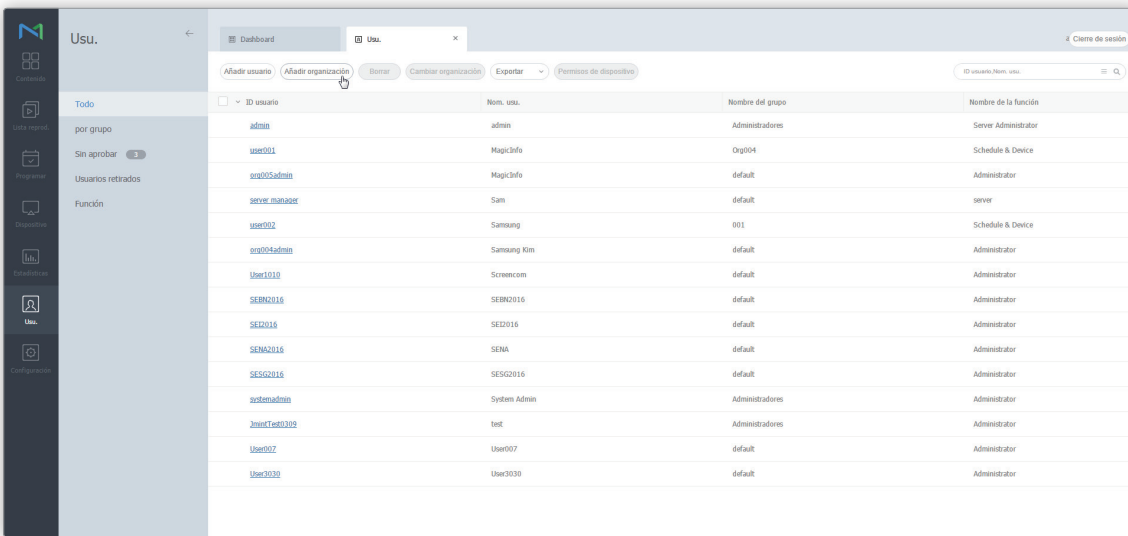 Usu.
Dashboard
Usu.
Cierre de sesión
Añadir usuario Añadir organización Borrar Cambiar organización Exportar Permisos de dispositivo
ID usuario,Nom. usu.
Contenido
Lista reprod.
Programar
Dispositivo
Estadísticas
Usu.
Configuración
Todo
por grupo
Sin aprobar 3
Usuarios retirados
Función
ID usuario Nom. usu. Nombre del grupo Nombre de la función
admin admin Administradores Server Administrator
user001 MagicInfo Org004 Schedule & Device
org005admin MagicInfo default Administrator
server manager Sam default server
user002 Samsung 001 Schedule & Device
org004admin Samsung Kim default Administrator
User1010 Screencom default Administrator
SEBN2016 SEBN2016 default Administrator
SEI2016 SEI2016 default Administrator
SENA2016 SENA default Administrator
SESG2016 SESG2016 default Administrator
systemadmin System Admin Administradores Administrator
JmintTest0309 test Administradores Administrator
User007 User007 default Administrator
User3030 User3030 default Administrator